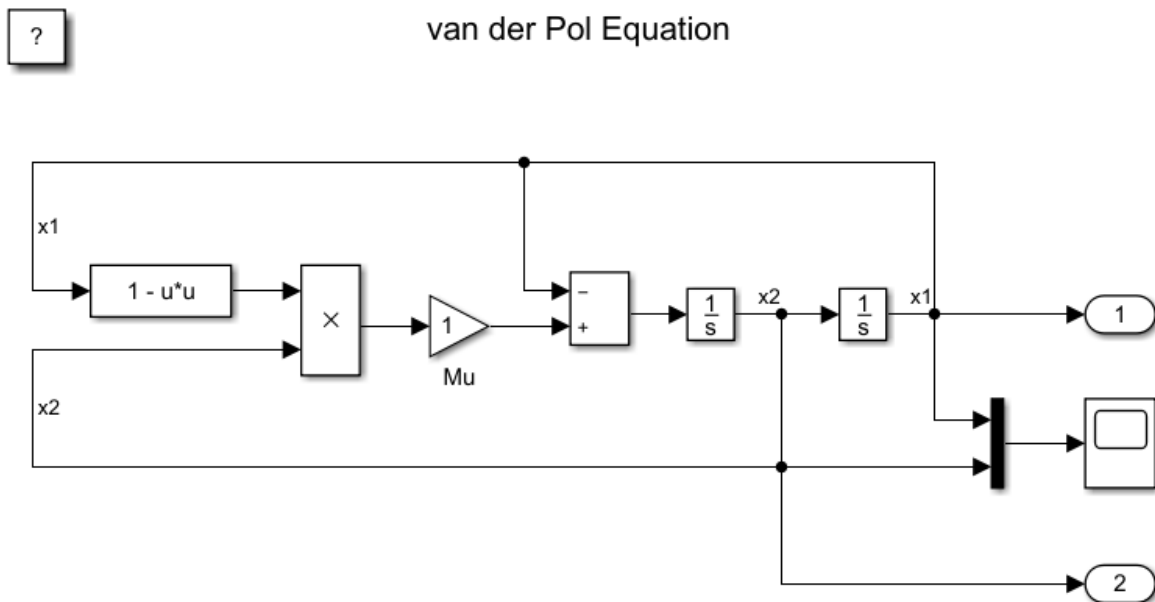 ?
van der Pol Equation
x1
1 - u*u
×
1
Mu
x2
−
+
1
s
x2
1
s
x1
1
2